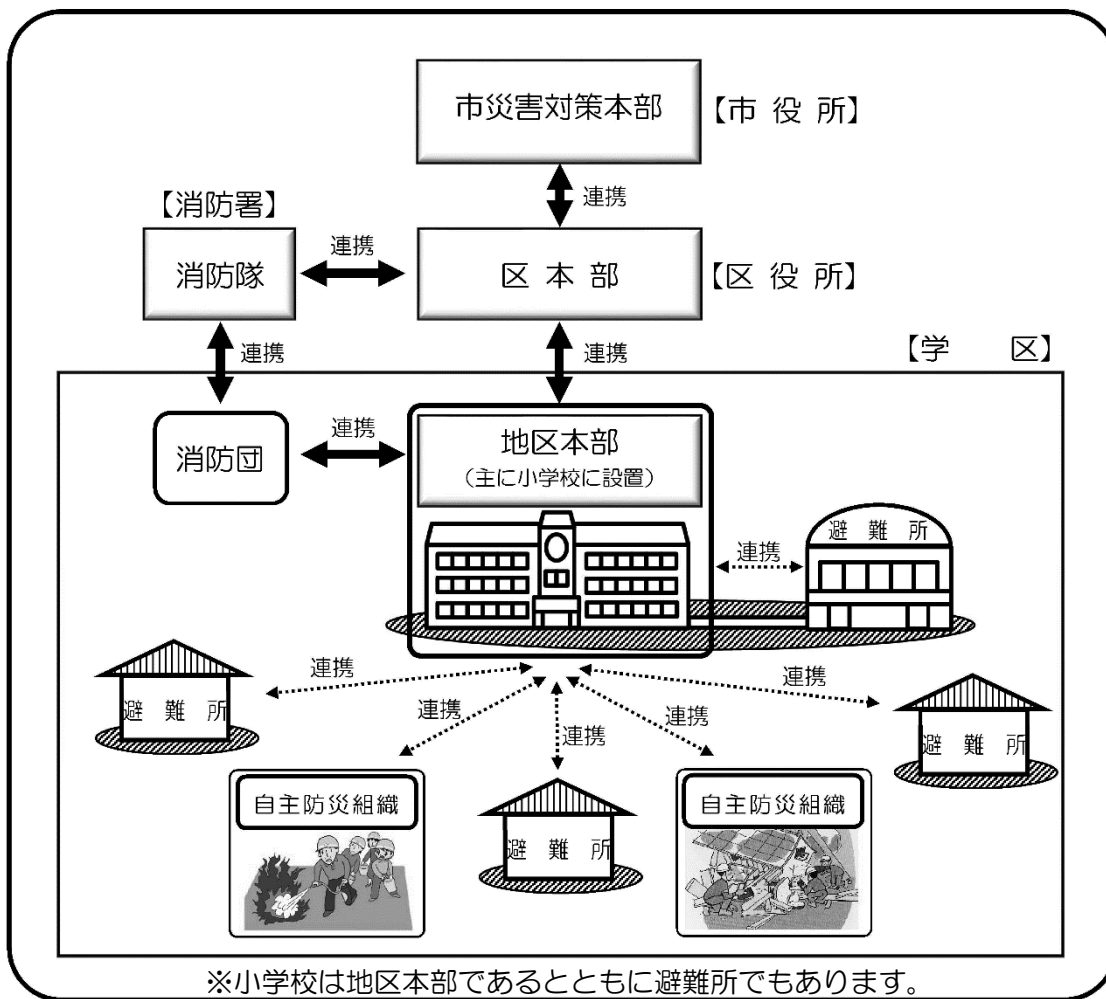 市災害対策本部
【市 役 所】
連携
【消防署】
消防隊
連携
区 本 部
【区 役 所】
連携
連携
【学　　区】
消防団
連携
地区本部
（主に小学校に設置）
避 難 所
連携
連携
連携
連携
連携
連携
避 難 所
避 難 所
自主防災組織
避 難 所
自主防災組織
※小学校は地区本部であるとともに避難所でもあります。